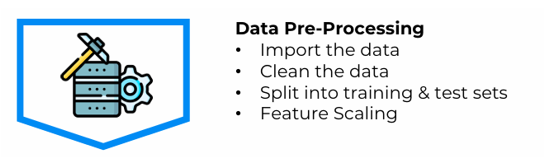 Data Pre-Processing
• Import the data
• Clean the data
• Split into training & test sets
• Feature Scaling